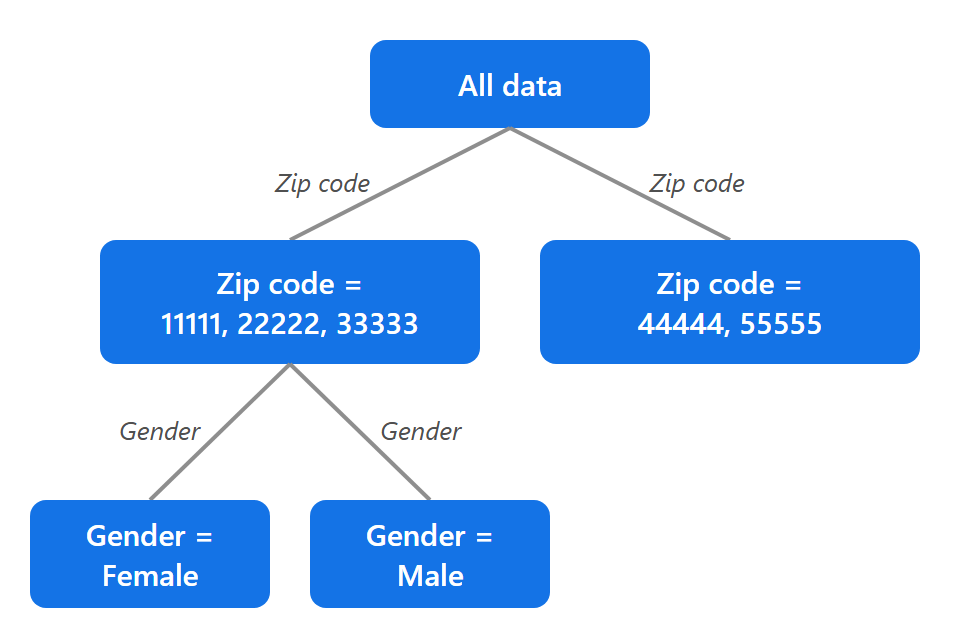 All data
Zip code
Zip code
Zip code =
11111, 22222, 33333
Zip code =
44444, 55555
Gender
Gender
Gender =
Female
Gender =
Male